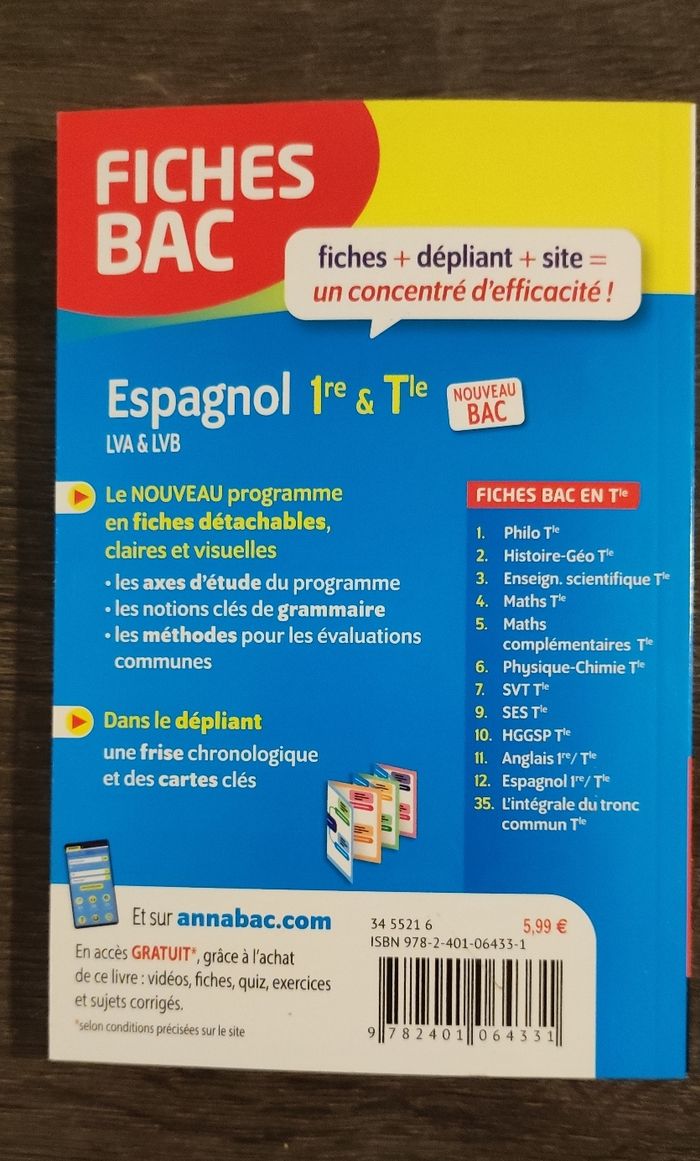 FICHES
BAC
fiches + dépliant + site =
un concentré d'efficacité !
Espagnol 1re & Tle
NOUVEAU
BAC
LVA & LVB
Le NOUVEAU programme
en fiches détachables,
claires et visuelles
• les axes d'étude du programme
• les notions clés de grammaire
• les méthodes pour les évaluations
communes
Dans le dépliant
une frise chronologique
et des cartes clés
FICHES BAC EN Tle
1. Philo Tle
2. Histoire-Géo Tle
3. Enseign. scientifique Tle
4. Maths Tle
5. Maths
complémentaires Tle
6. Physique-Chimie Tle
7. SVT Tle
9. SES Tle
10. HGGSP Tle
11. Anglais 1re/ Tle
12. Espagnol 1re/ Tle
35. L'intégrale du tronc
commun Tle
Et sur annabac.com
En accès GRATUIT*, grâce à l'achat
de ce livre : vidéos, fiches, quiz, exercices
et sujets corrigés.
*selon conditions précisées sur le site
34 5521 6
5,99 €
ISBN 978-2-401-06433-1
9 782401 064331